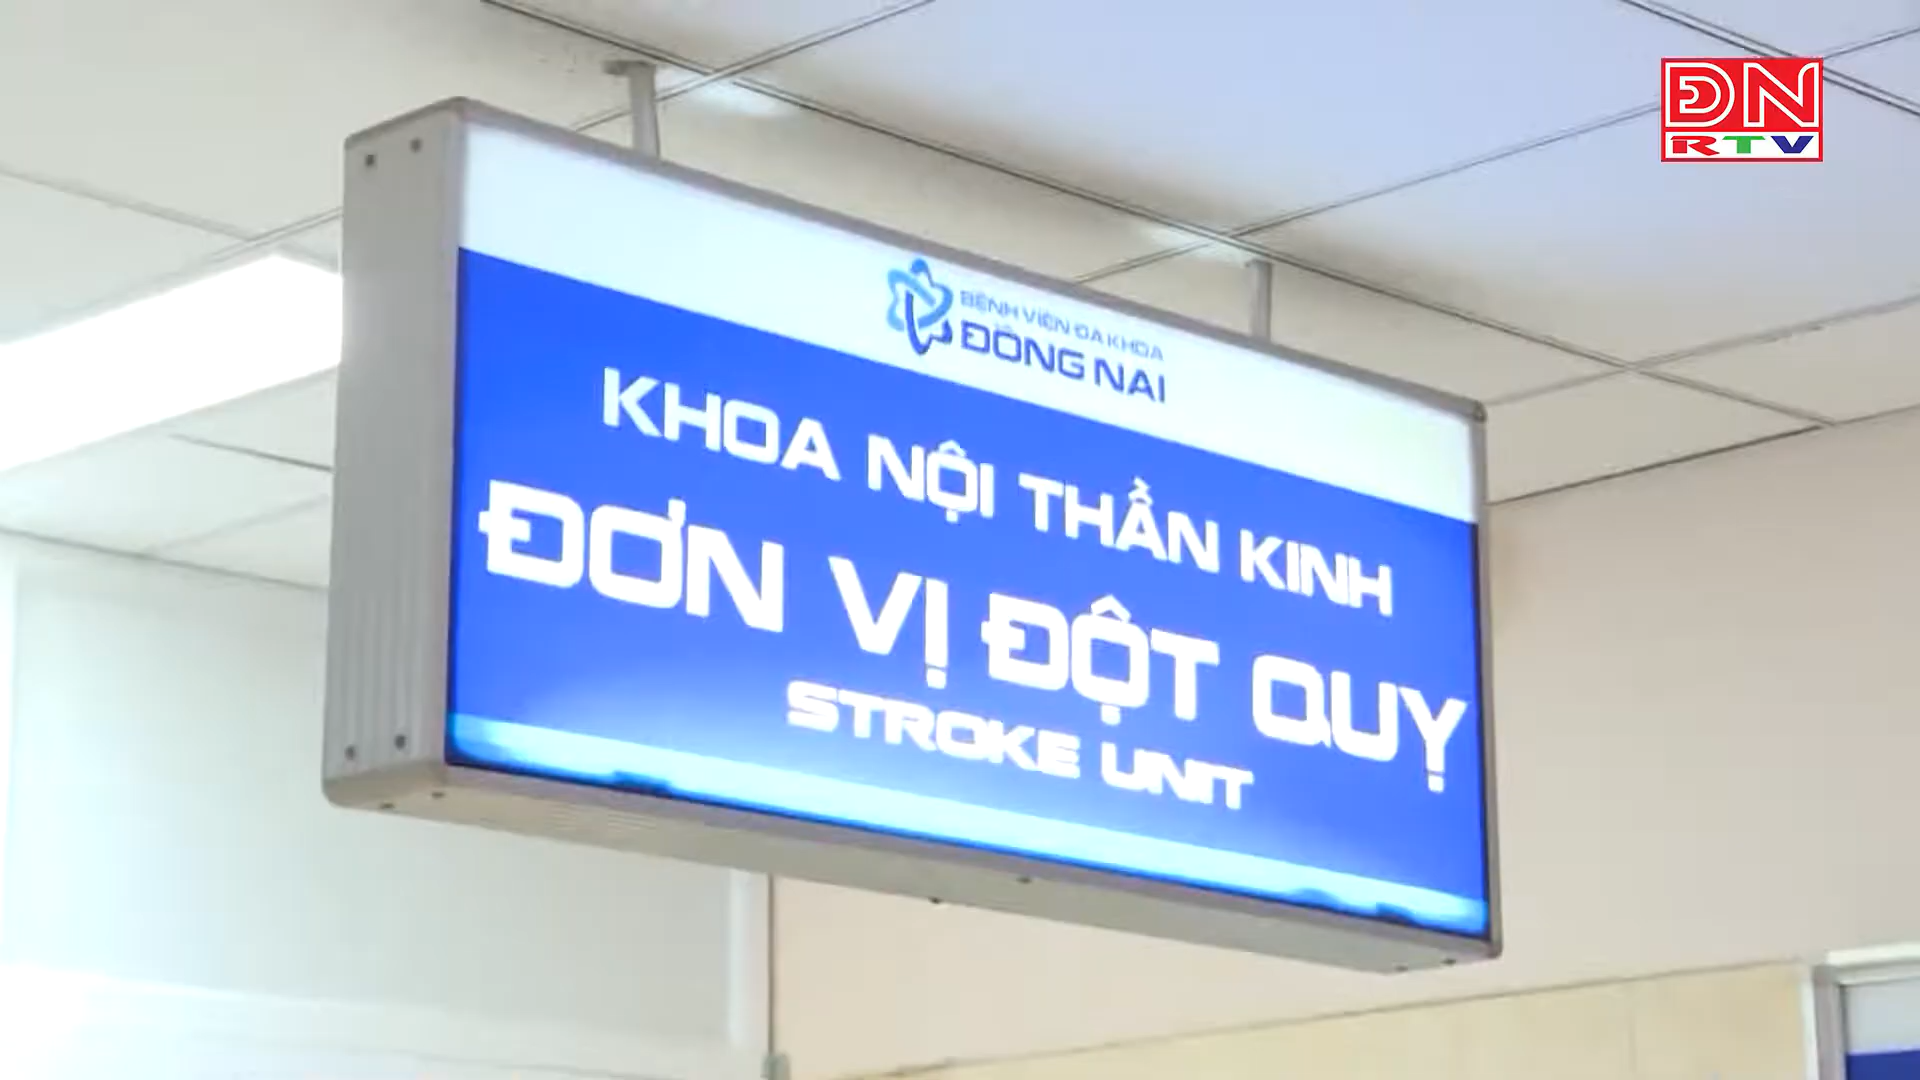 ĐN
RTV
BỆNH VIỆN ĐA KHOA
ĐỒNG NAI
KHOA NỘI THẦN KINH
ĐƠN VỊ ĐỘT QUỴ
STROKE UNIT